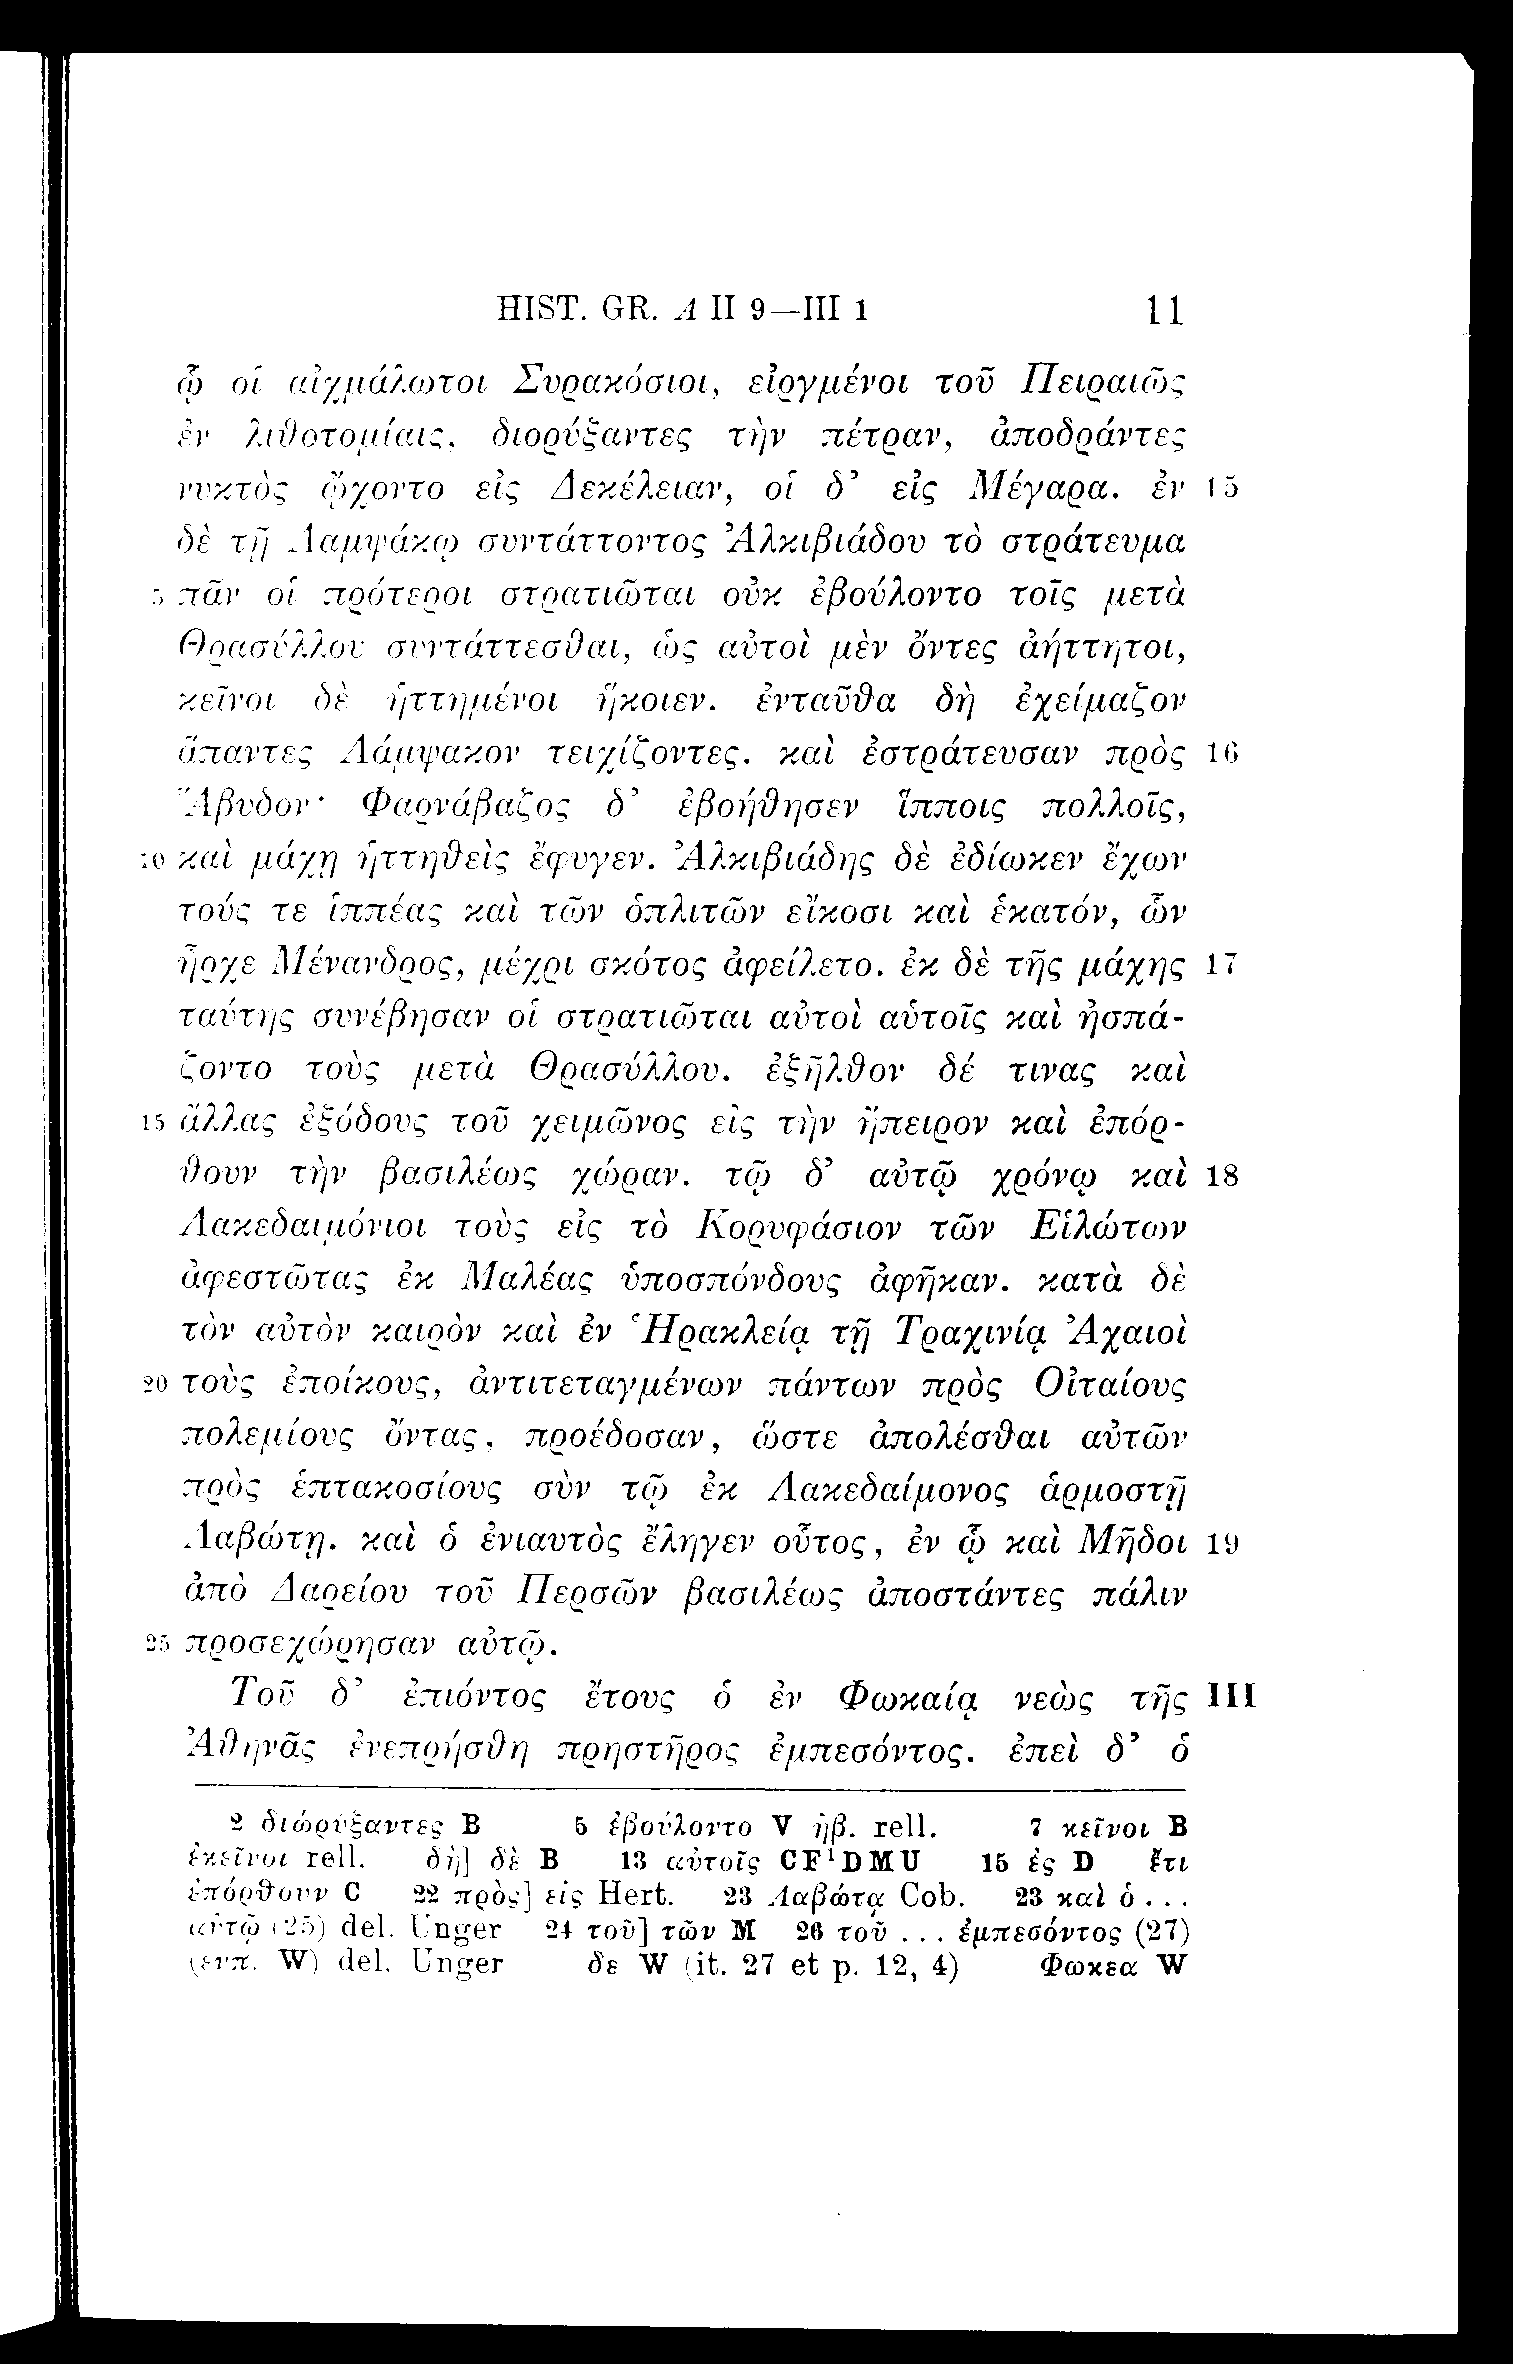 HIST. GR. Α II 9—III 1 11
ᾧ οἱ αἰχμάλωτοι Συρακόσιοι, εἰργμένοι τοῦ Πειραιῶς
ἐν λιθοτομίαις, διορύξαντες τὴν πέτραν, ἀποδράντες
νυκτὸς ᾤχοντο εἰς Δεκέλειαν, οἱ δ’ εἰς Μέγαρα. ἐν 15
δὲ τῇ Λαμψάκῳ συντάττοντος Ἀλκιβιάδου τὸ στράτευμα
5 πᾶν οἱ πρότεροι στρατιῶται οὐκ ἐβούλοντο τοῖς μετὰ
Θρασύλλου συντάττεσθαι, ὡς αὐτοὶ μὲν ὄντες ἀήττητοι,
κεῖνοι δὲ ἡττημένοι ἥκοιεν. ἐνταῦθα δὴ ἐχείμαζον
ἅπαντες Λάμψακον τειχίζοντες. καὶ ἐστράτευσαν πρὸς 16
Ἄβυδον· Φαρνάβαζος δ’ ἐβοήθησεν ἵπποις πολλοῖς,
10 καὶ μάχῃ ἡττηθεὶς ἔφυγεν. Ἀλκιβιάδης δὲ ἐδίωκεν ἔχων
τούς τε ἱππέας καὶ τῶν ὁπλιτῶν εἴκοσι καὶ ἑκατόν, ὧν
ἦρχε Μένανδρος, μέχρι σκότος ἀφείλετο. ἐκ δὲ τῆς μάχης 17
ταύτης συνέβησαν οἱ στρατιῶται αὐτοὶ αὑτοῖς καὶ ἠσπά-
ζοντο τοὺς μετὰ Θρασύλλου. ἐξῆλθον δέ τινας καὶ
15 ἄλλας ἐξόδους τοῦ χειμῶνος εἰς τὴν ἤπειρον καὶ ἐπόρ-
θουν τὴν βασιλέως χώραν. τῷ δ’ αὐτῷ χρόνῳ καὶ 18
Λακεδαιμόνιοι τοὺς εἰς τὸ Κορυφάσιον τῶν Εἱλώτων
ἀφεστῶτας ἐκ Μαλέας ὑποσπόνδους ἀφῆκαν. κατὰ δὲ
τὸν αὐτὸν καιρὸν καὶ ἐν Ἡρακλείᾳ τῇ Τραχινίᾳ Ἀχαιοὶ
20 τοὺς ἐποίκους, ἀντιτεταγμένων πάντων πρὸς Οἰταίους
πολεμίους ὄντας, προέδοσαν, ὥστε ἀπολέσθαι αὐτῶν
πρὸς ἑπτακοσίους σὺν τῷ ἐκ Λακεδαίμονος ἁρμοστῇ
Λαβώτῃ. καὶ ὁ ἐνιαυτὸς ἔληγεν οὗτος, ἐν ᾧ καὶ Μῆδοι 19
ἀπὸ Δαρείου τοῦ Περσῶν βασιλέως ἀποστάντες πάλιν
25 προσεχώρησαν αὐτῷ.
Τοῦ δ’ ἐπιόντος ἔτους ὁ ἐν Φωκαίᾳ νεὼς τῆς III
Ἀθηνᾶς ἐνεπρήσθη πρηστῆρος ἐμπεσόντος. ἐπεὶ δ’ ὁ
2 διώρύξαντες B 5 ἐβούλοντο V ἠβ. rell. 7 κεῖνοι B
ἐκεῖνοι rell. δὴ] δὲ B 13 αὐτοῖς CF¹DMU 15 ἐς D ἔτι
ἐπόρθουν C 22 πρὸς] εἰς Hert. 23 Λαβώτᾳ Cob. 23 καὶ ὁ...
αὐτῷ (25) del. Unger 24 τοῦ] τῶν M 26 τοῦ ... ἐμπεσόντος (27)
(ενπ. W) del. Unger δε W (it. 27 et p. 12, 4) Φωκεα W